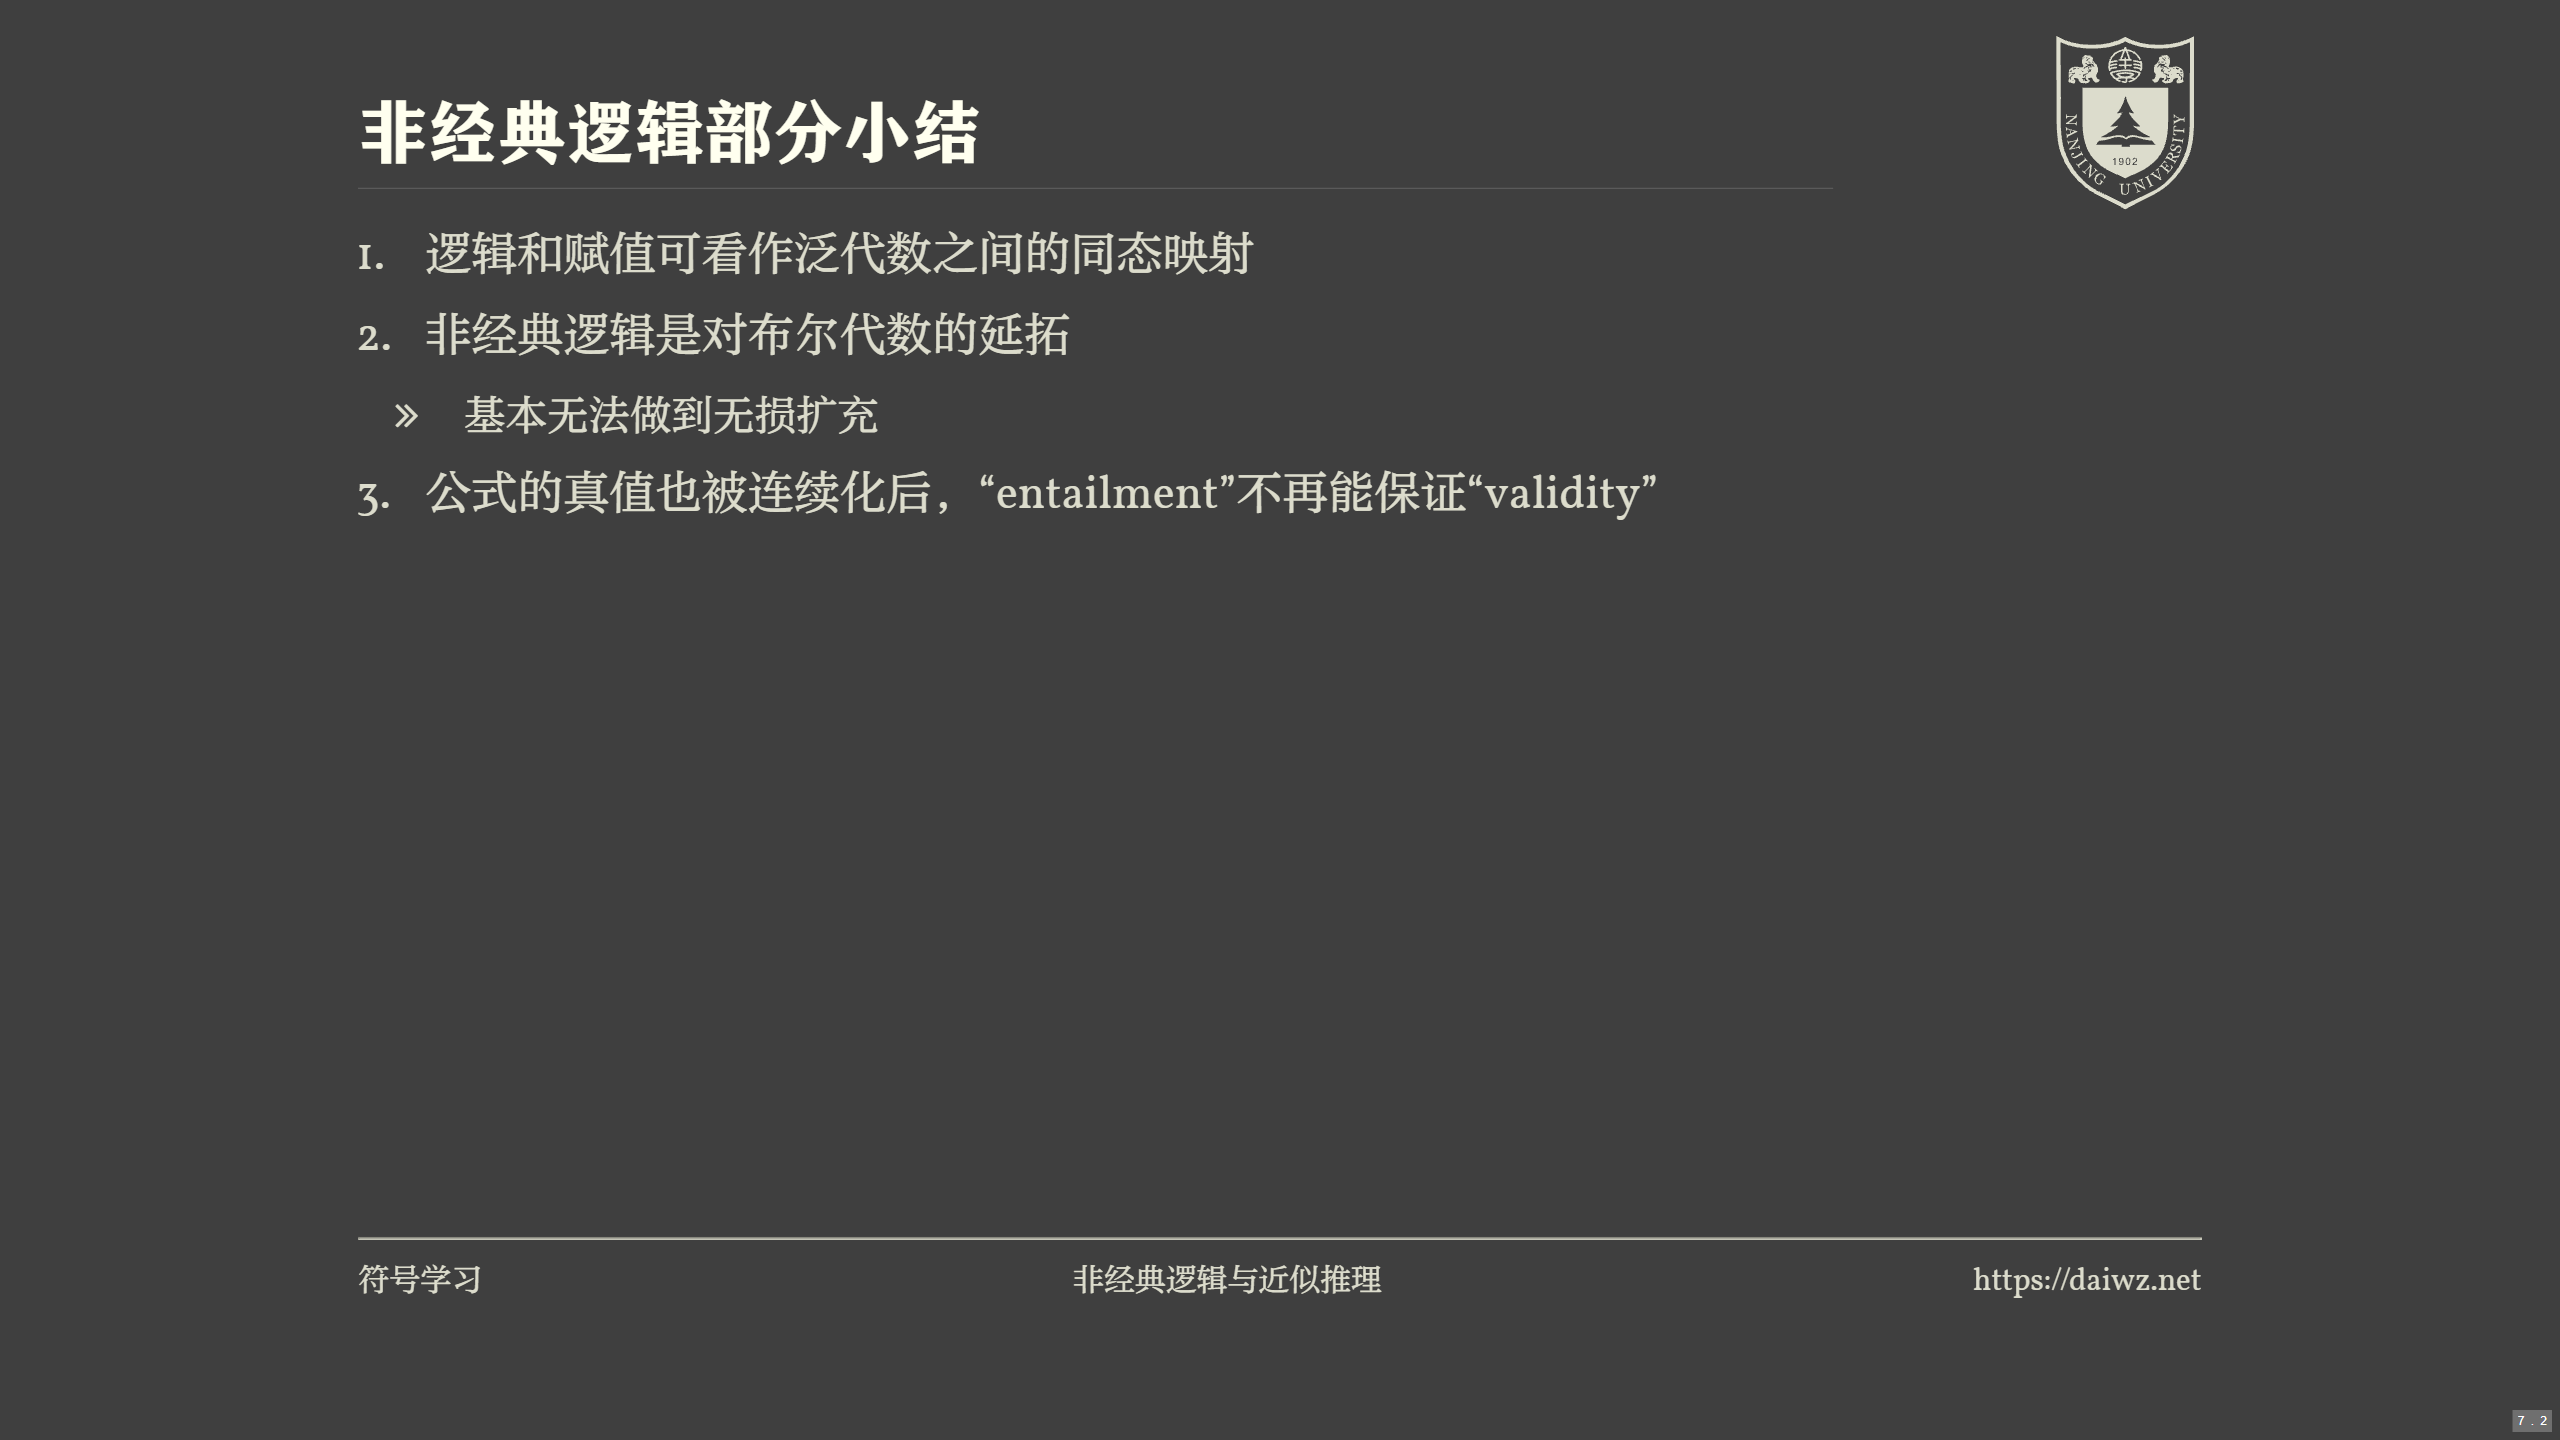 非经典逻辑部分小结
NANJING UNIVERSITY
1902
1. 逻辑和赋值可看作泛代数之间的同态映射
2. 非经典逻辑是对布尔代数的延拓
» 基本无法做到无损扩充
3. 公式的真值也被连续化后，“entailment”不再能保证“validity”
符号学习
非经典逻辑与近似推理
https://daiwz.net
7.2